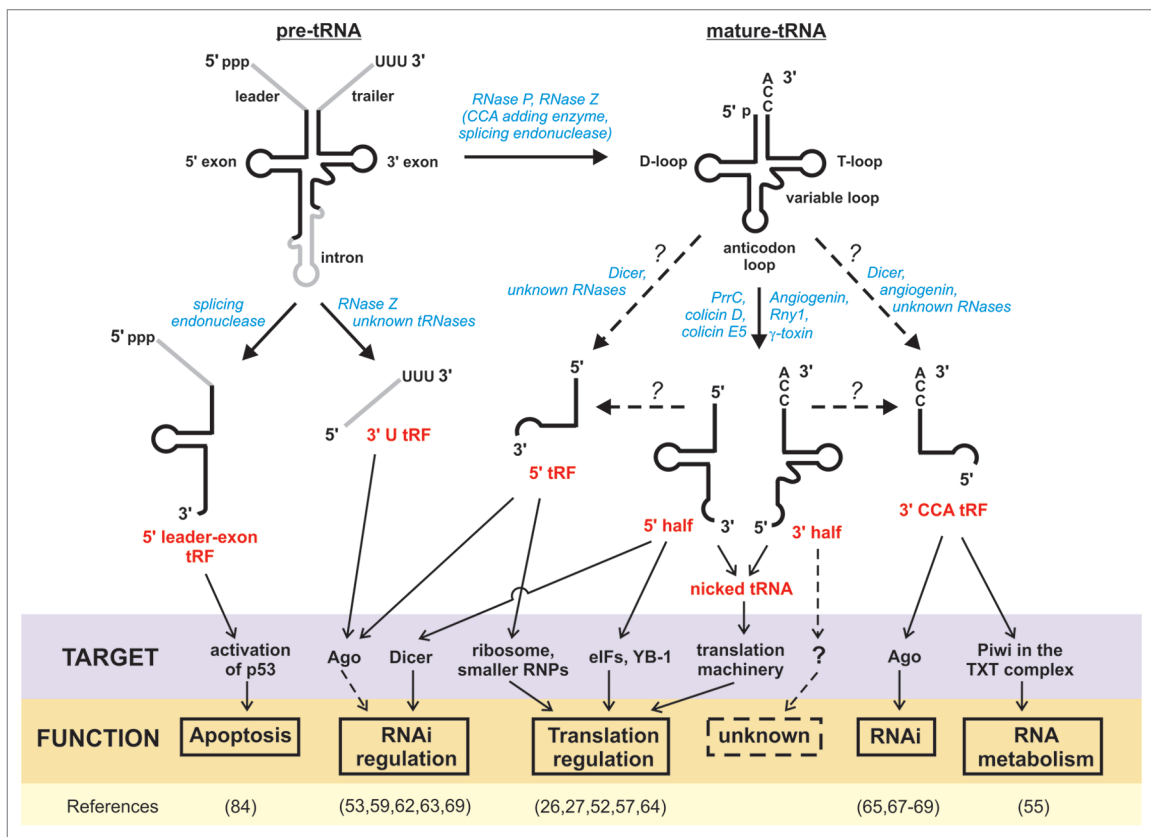 pre-tRNA
mature-tRNA
5' ppp
UUU 3'
leader
trailer
5' exon
3' exon
intron
RNase P, RNase Z
(CCA adding enzyme,
splicing endonuclease)
A 3'
C
C
5' p
D-loop
T-loop
variable loop
anticodon
loop
splicing
endonuclease
RNase Z
unknown tRNases
?
Dicer,
unknown RNases
PrrC,
colicin D,
colicin E5
Angiogenin,
Rny1,
γ-toxin
?
Dicer,
angiogenin,
unknown RNases
5' ppp
3'
5' leader-exon
tRF
UUU 3'
5'
3' U tRF
5'
3'
5' tRF
?
5'
3'
5' half
A 3'
C
C
5'
3' half
?
A 3'
C
C
5'
3' CCA tRF
nicked tRNA
TARGET
activation
of p53
Ago
Dicer
ribosome,
smaller RNPs
eIFs, YB-1
translation
machinery
?
Ago
Piwi in the
TXT complex
FUNCTION
Apoptosis
RNAi
regulation
Translation
regulation
unknown
RNAi
RNA
metabolism
References
(84)
(53,59,62,63,69)
(26,27,52,57,64)
(65,67-69)
(55)